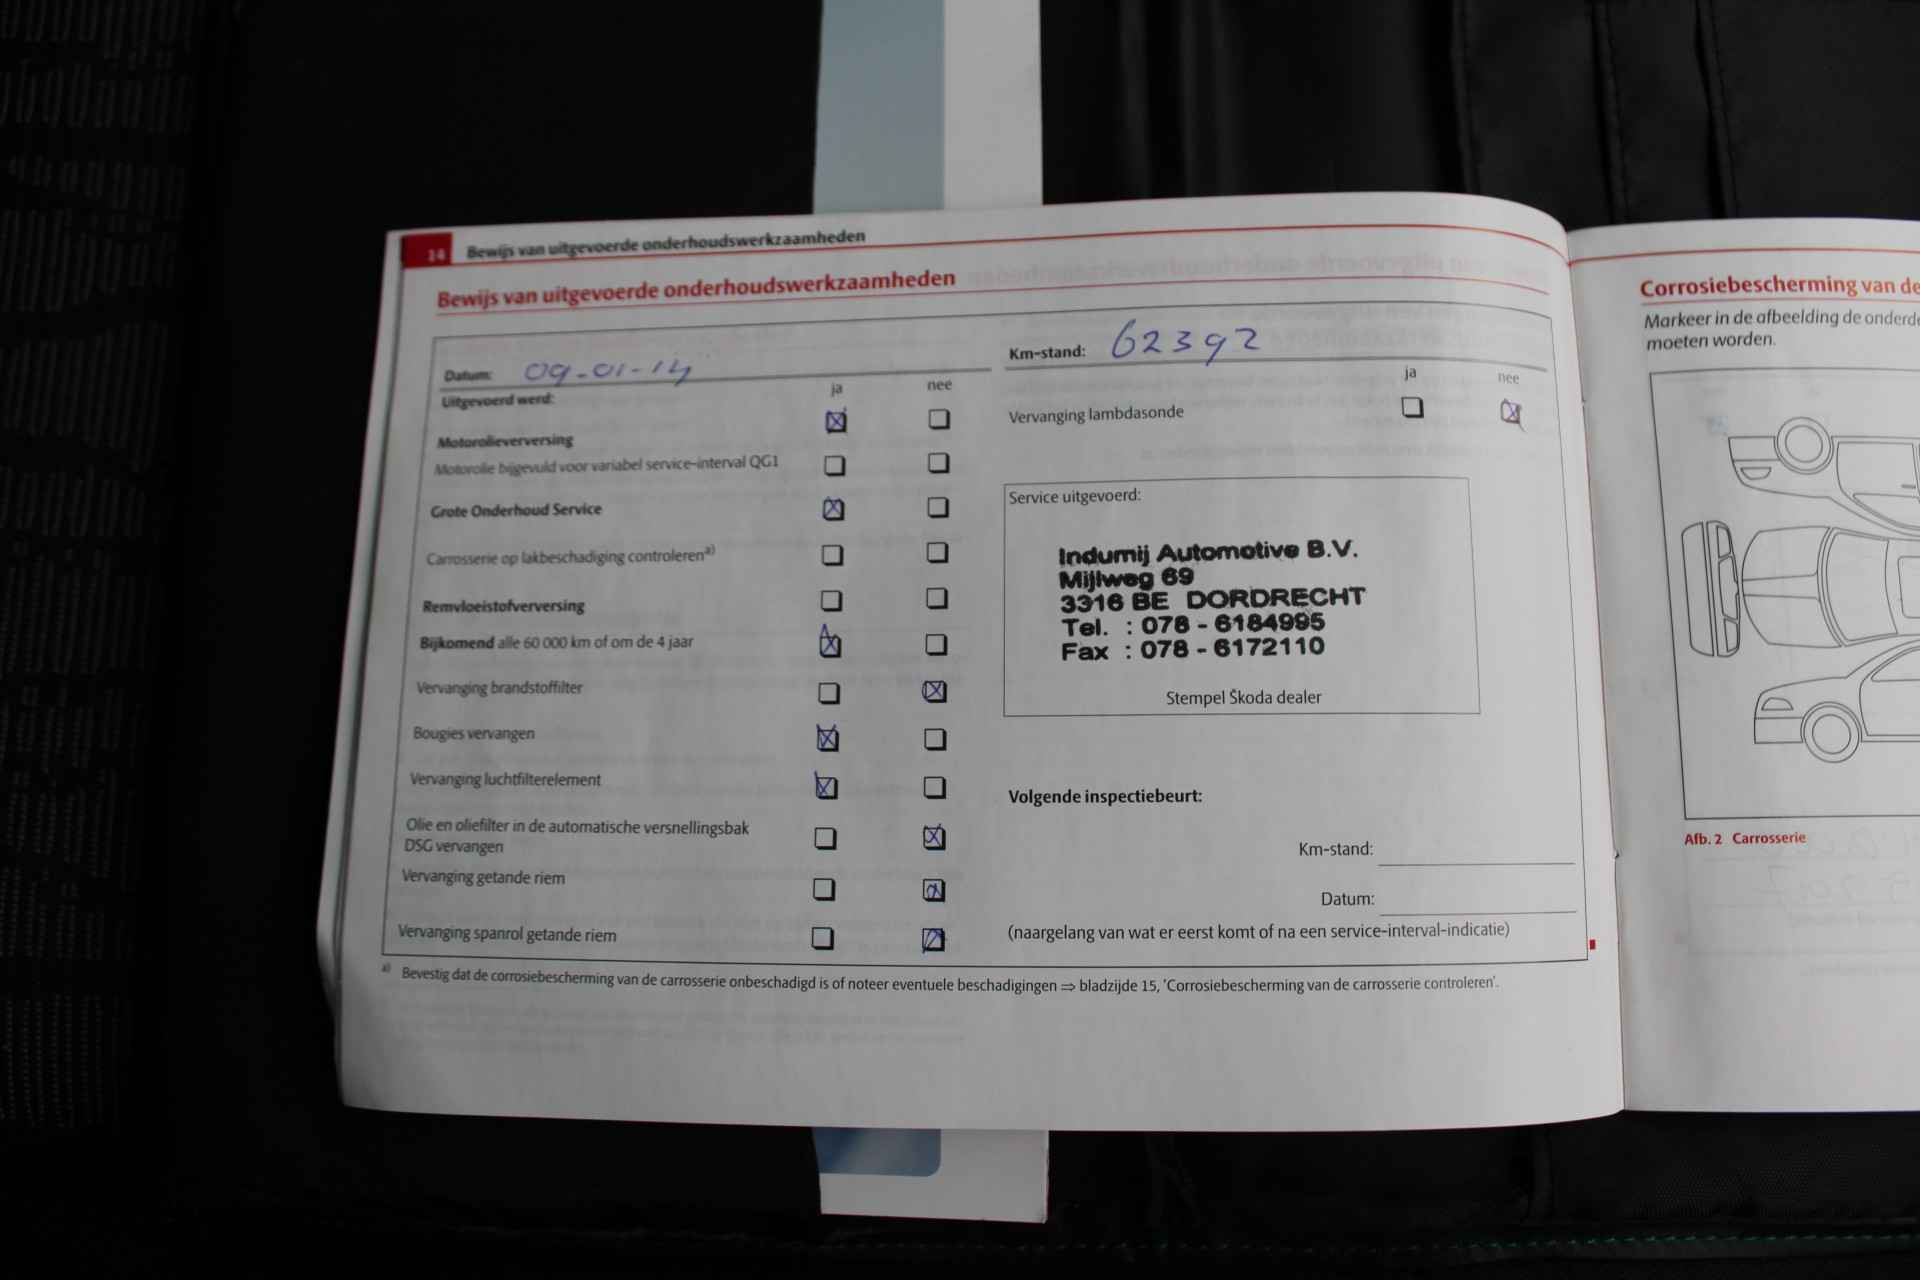 14 Bewijs van uitgevoerde onderhoudswerkzaamheden
Bewijs van uitgevoerde onderhoudswerkzaamheden
Datum: 09-01-14
Uitgevoerd werd:
ja nee
Motorolieverversing
Motorolie bijgevuld voor variabel service-interval QG1
Grote Onderhoud Service
Carrosserie op lakbeschadiging controleren a)
Remvloeistofverversing
Bijkomend alle 60 000 km of om de 4 jaar
Vervanging brandstoffilter
Bougies vervangen
Vervanging luchtfilterelement
Olie en oliefilter in de automatische versnellingsbak
DSG vervangen
Vervanging getande riem
Vervanging spanrol getande riem
Km-stand: 62392
ja nee
Vervanging lambdasonde
Service uitgevoerd:
Indumij Automotive B.V.
Mijlweg 69
3316 BE DORDRECHT
Tel. : 078 - 6184995
Fax : 078 - 6172110
Stempel Škoda dealer
Volgende inspectiebeurt:
Km-stand:
Datum:
(naargelang van wat er eerst komt of na een service-interval-indicatie)
a) Bevestig dat de corrosiebescherming van de carrosserie onbeschadigd is of noteer eventuele beschadigingen ⇒ bladzijde 15, 'Corrosiebescherming van de carrosserie controleren'.
Corrosiebescherming van de
Markeer in de afbeelding de onderde
moeten worden.
Afb. 2 Carrosserie